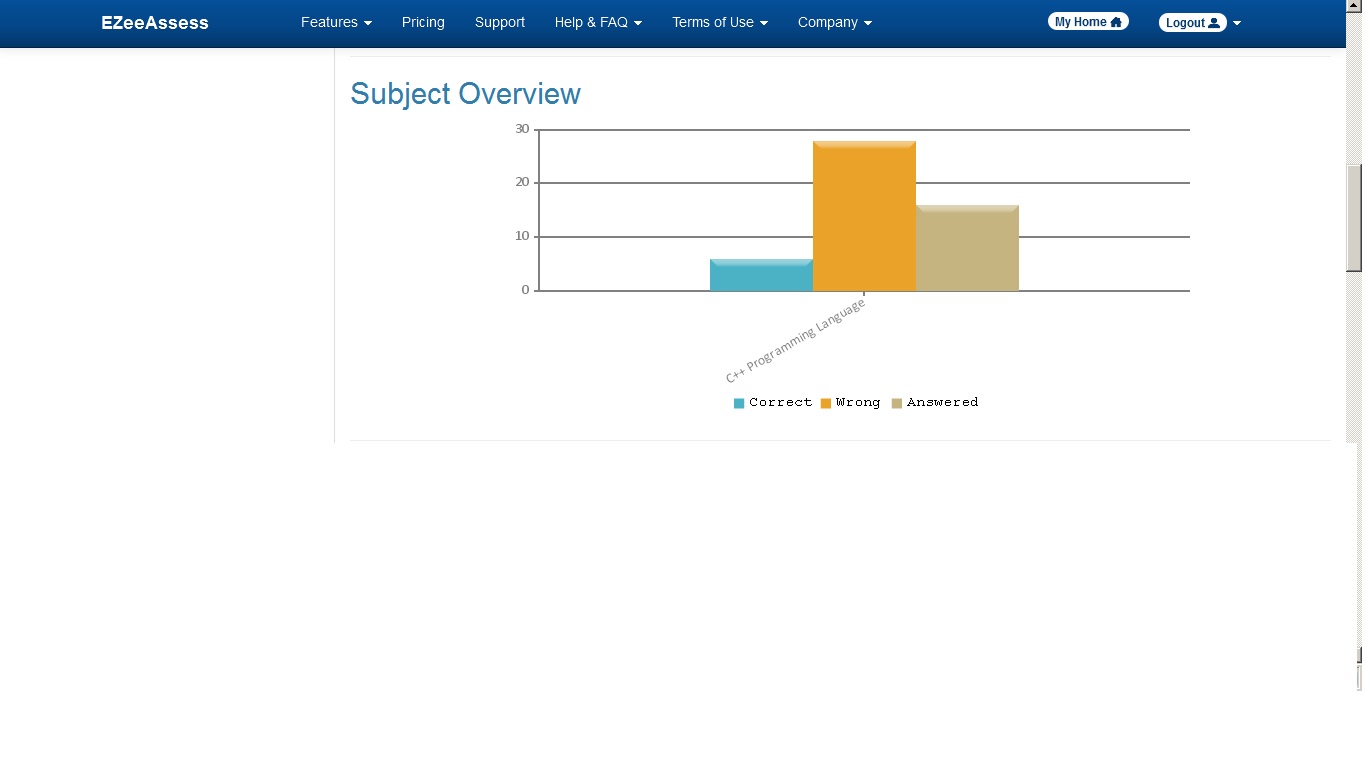 EZeeAssess Features Pricing Support Help & FAQ Terms of Use Company My Home Logout
Subject Overview
30
20
10
0
C++ Programming Language
Correct Wrong Answered